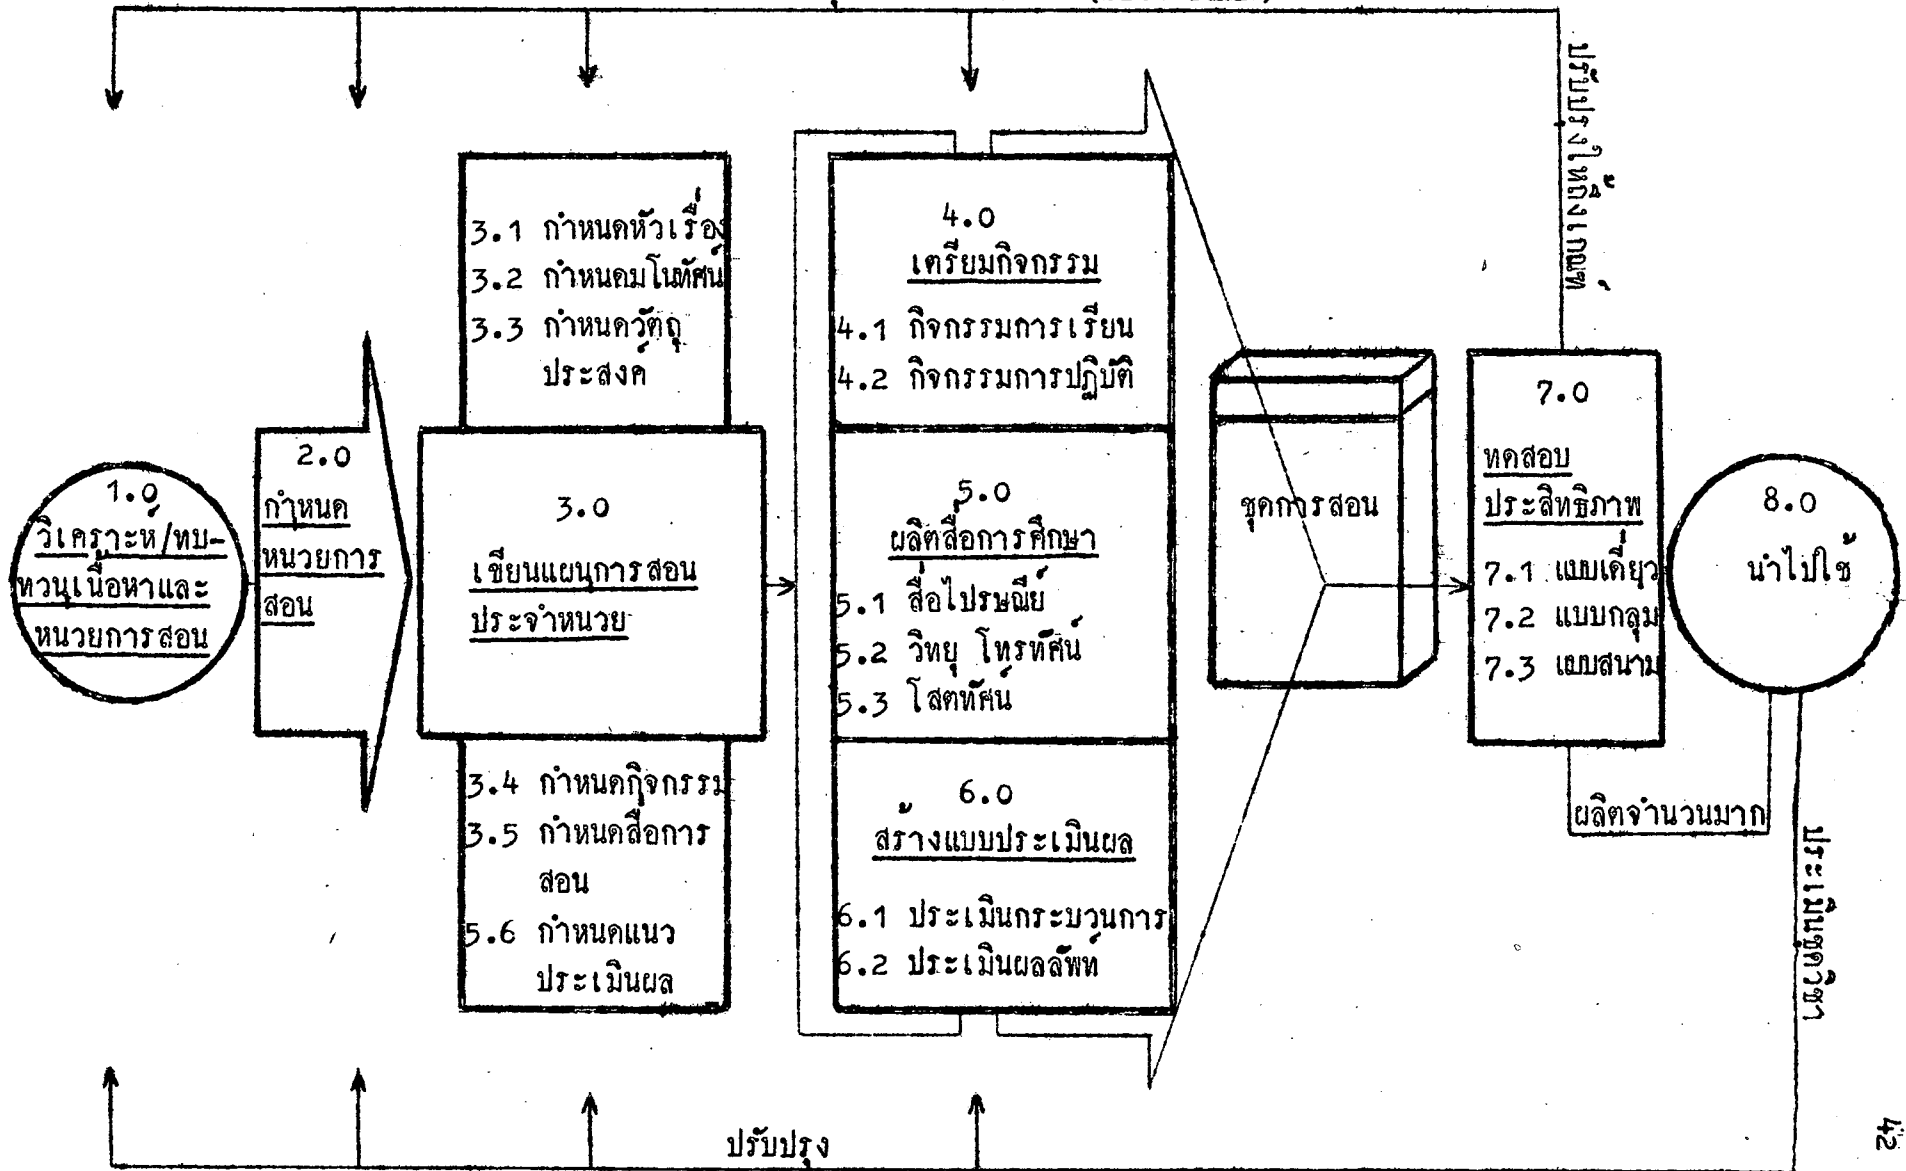 1.0
วิเคราะห์/ทบ-
ทวนเนื้อหาและ
หน่วยการสอน
2.0
กำหนด
หน่วยการ
สอน
3.1 กำหนดหัวเรื่อง
3.2 กำหนดมโนทัศน์
3.3 กำหนดวัตถุ
ประสงค์
3.0
เขียนแผนการสอน
ประจำหน่วย
3.4 กำหนดกิจกรรม
3.5 กำหนดสื่อการ
สอน
5.6 กำหนดแนว
ประเมินผล
4.0
เตรียมกิจกรรม
4.1 กิจกรรมการเรียน
4.2 กิจกรรมการปฏิบัติ
5.0
ผลิตสื่อการศึกษา
5.1 สื่อไปรษณีย์
5.2 วิทยุ โทรทัศน์
5.3 โสตทัศน์
6.0
สร้างแบบประเมินผล
6.1 ประเมินกระบวนการ
6.2 ประเมินผลลัพท์
ชุดการสอน
7.0
ทดสอบ
ประสิทธิภาพ
7.1 แบบเดี่ยว
7.2 แบบกลุ่ม
7.3 แบบสนาม
8.0
นำไปใช้
ปรับปรุงให้ถึงเกณฑ์
ผลิตจำนวนมาก
ประเมินชุดวิชา
ปรับปรุง
42